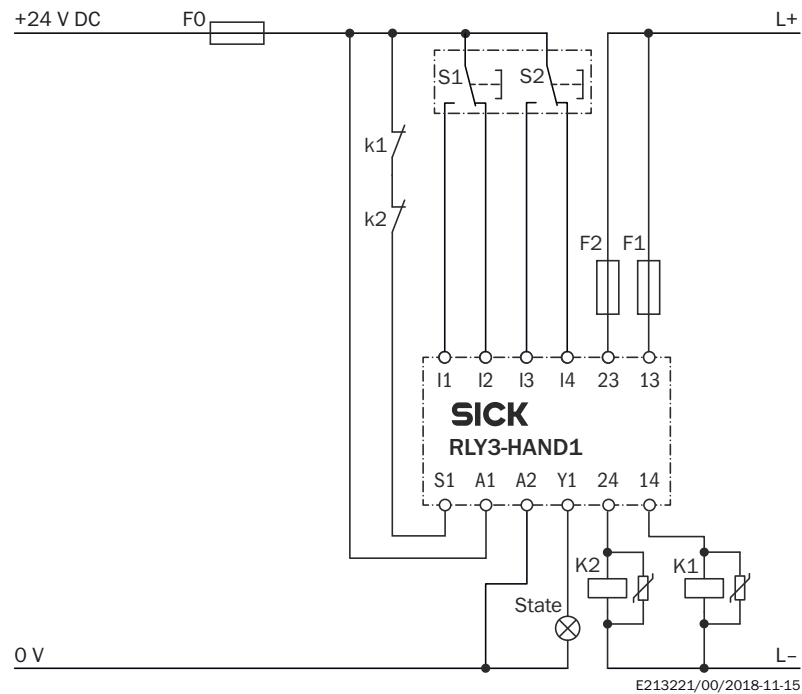 +24 V DC F0 L+
S1 S2
k1
k2
F2 F1
I1 I2 I3 I4 23 13
SICK
RLY3-HAND1
S1 A1 A2 Y1 24 14
K2 K1
State
0 V L–
E213221/00/2018-11-15